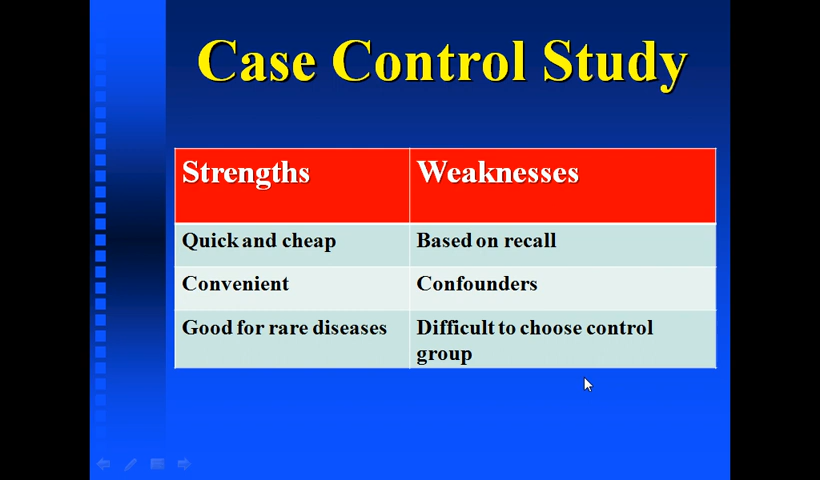 Case Control Study
Strengths
Weaknesses
Quick and cheap
Based on recall
Convenient
Confounders
Good for rare diseases
Difficult to choose control
group